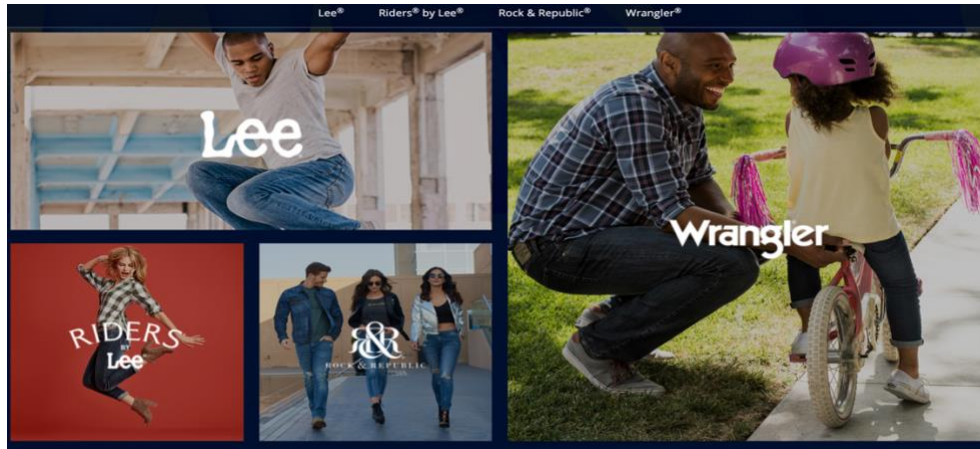 Lee® Riders® by Lee® Rock & Republic® Wrangler®
Lee
Wrangler
RIDERS
BY
Lee
R&R
ROCK & REPUBLIC